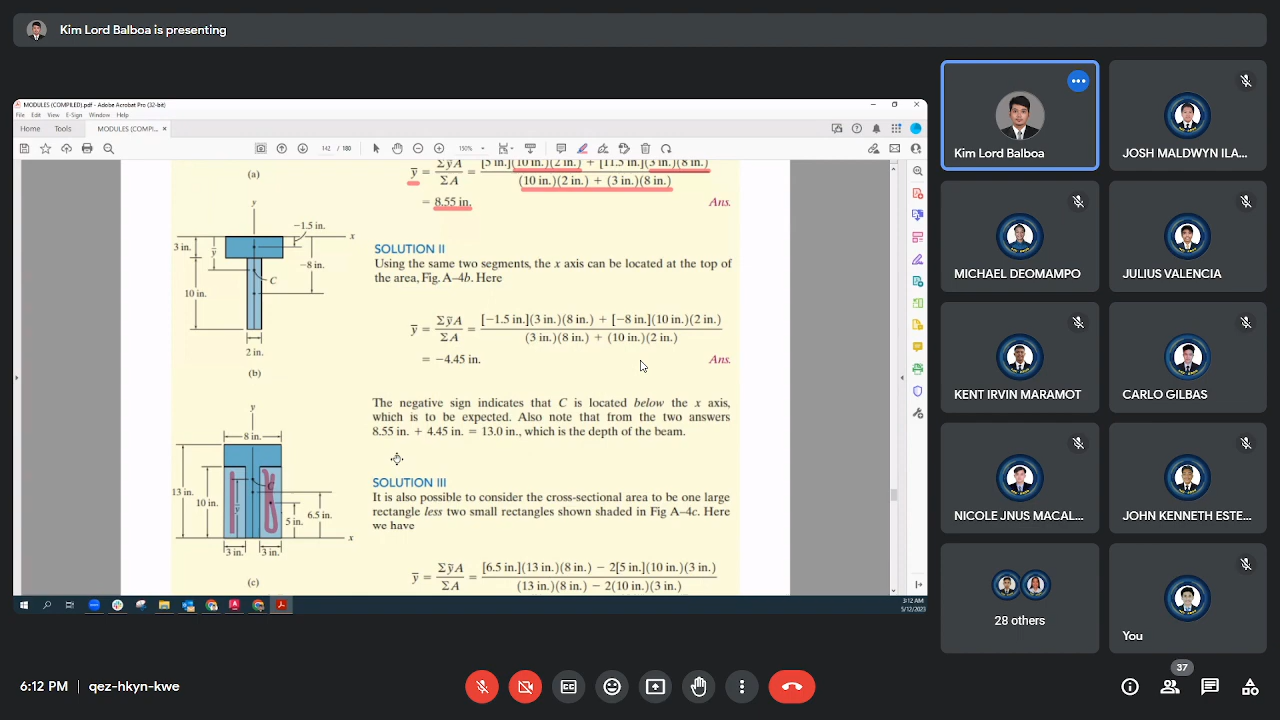 Kim Lord Balboa is presenting
MODULES (COMPILED).pdf - Adobe Acrobat Pro (32-bit)
File Edit View E-Sign Window Help
Home Tools MODULES (COMPI... ×
142 / 180 150%
(a)
y̅ = Σy̅A / ΣA = [5 in.](10 in.)(2 in.) + [11.5 in.](3 in.)(8 in.) / (10 in.)(2 in.) + (3 in.)(8 in.)
= 8.55 in. Ans.
y
−1.5 in.
x
3 in.
y̅
−8 in.
C
10 in.
2 in.
(b)
SOLUTION II
Using the same two segments, the x axis can be located at the top of
the area, Fig. A–4b. Here
y̅ = Σy̅A / ΣA = [−1.5 in.](3 in.)(8 in.) + [−8 in.](10 in.)(2 in.) / (3 in.)(8 in.) + (10 in.)(2 in.)
= −4.45 in. Ans.
The negative sign indicates that C is located below the x axis,
which is to be expected. Also note that from the two answers
8.55 in. + 4.45 in. = 13.0 in., which is the depth of the beam.
y
8 in.
C
13 in.
10 in.
y̅
6.5 in.
5 in.
x
3 in. 3 in.
(c)
SOLUTION III
It is also possible to consider the cross-sectional area to be one large
rectangle less two small rectangles shown shaded in Fig A–4c. Here
we have
y̅ = Σy̅A / ΣA = [6.5 in.](13 in.)(8 in.) − 2[5 in.](10 in.)(3 in.) / (13 in.)(8 in.) − 2(10 in.)(3 in.)
3:12 AM
5/12/2023
Kim Lord Balboa
JOSH MALDWYN ILA...
MICHAEL DEOMAMPO
JULIUS VALENCIA
KENT IRVIN MARAMOT
CARLO GILBAS
NICOLE JNUS MACAL...
JOHN KENNETH ESTE...
28 others
You
6:12 PM | qez-hkyn-kwe
37